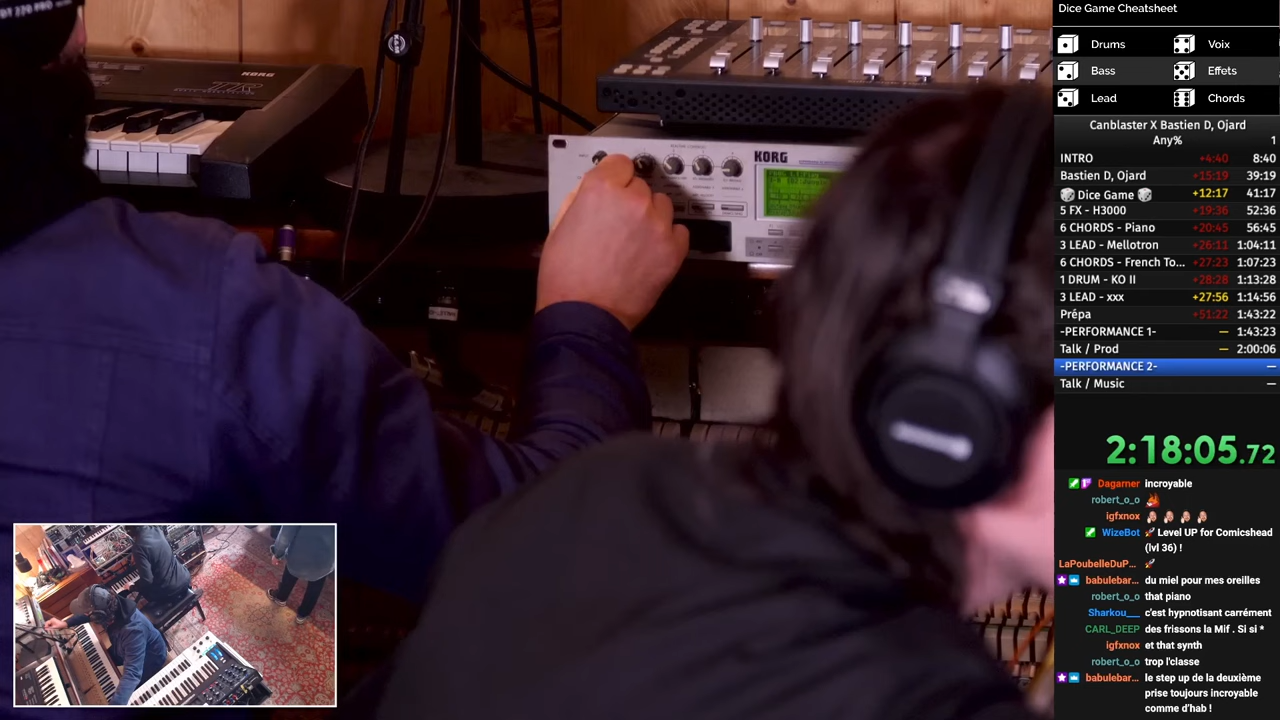 Dice Game Cheatsheet
Drums Voix
Bass Effets
Lead Chords
Canblaster X Bastien D, Ojard
Any% 1
INTRO +4:40 8:40
Bastien D, Ojard +15:19 39:19
🎲 Dice Game 🎲 +12:17 41:17
5 FX - H3000 +19:36 52:36
6 CHORDS - Piano +20:45 56:45
3 LEAD - Mellotron +26:11 1:04:11
6 CHORDS - French To... +27:23 1:07:23
1 DRUM - KO II +28:28 1:13:28
3 LEAD - xxx +27:56 1:14:56
Prépa +51:22 1:43:22
-PERFORMANCE 1- — 1:43:23
Talk / Prod — 2:00:06
-PERFORMANCE 2- —
Talk / Music —
2:18:05.72
Dagarner incroyable
robert_o_o
igfxnox
WizeBot 🚀 Level UP for Comicshead
(lvl 36) !
LaPoubelleDuP... 🚀
babulebar... du miel pour mes oreilles
robert_o_o that piano
Sharkou__ c'est hypnotisant carrément
CARL_DEEP des frissons la Mif . Si si *
igfxnox et that synth
robert_o_o trop l'classe
babulebar... le step up de la deuxième
prise toujours incroyable
comme d'hab !
KORG
KORG
K&M